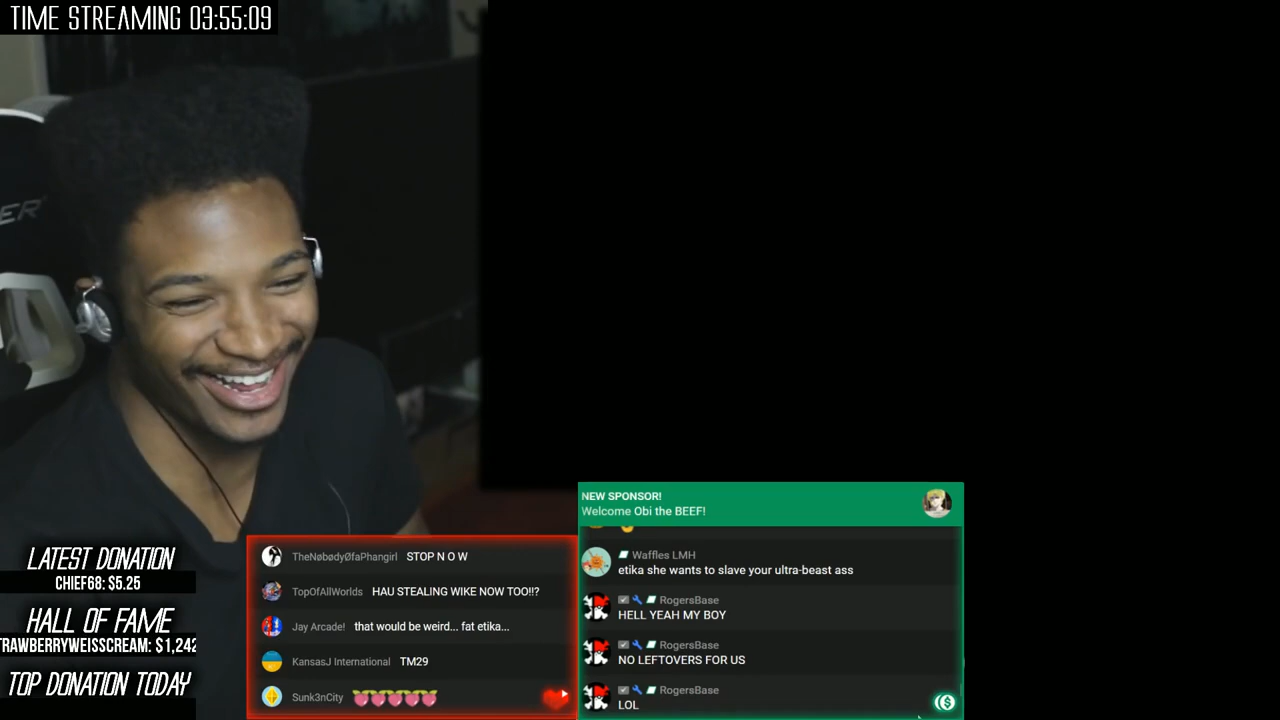 TIME STREAMING 03:55:09
ER
LATEST DONATION
CHIEF68: $5.25
HALL OF FAME
RAWBERRYWEISSCREAM: $1,242
TOP DONATION TODAY
TheNøbødyØfaPhangirl STOP N O W
TopOfAllWorlds HAU STEALING WIKE NOW TOO!!?
Jay Arcade! that would be weird... fat etika...
KansasJ International TM29
Sunk3nCity
NEW SPONSOR!
Welcome Obi the BEEF!
Waffles LMH
etika she wants to slave your ultra-beast ass
RogersBase
HELL YEAH MY BOY
RogersBase
NO LEFTOVERS FOR US
RogersBase
LOL